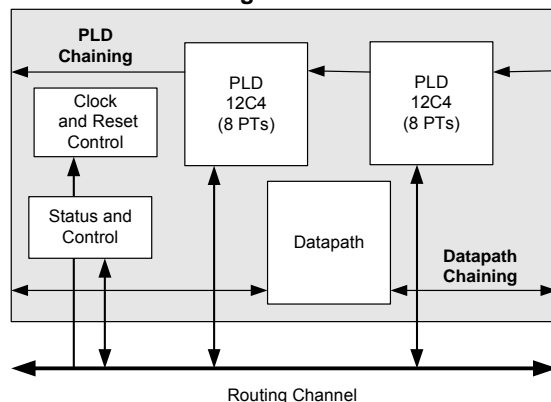 PLD
Chaining
PLD
12C4
(8 PTs)
PLD
12C4
(8 PTs)
Clock
and Reset
Control
Status and
Control
Datapath
Datapath
Chaining
Routing Channel